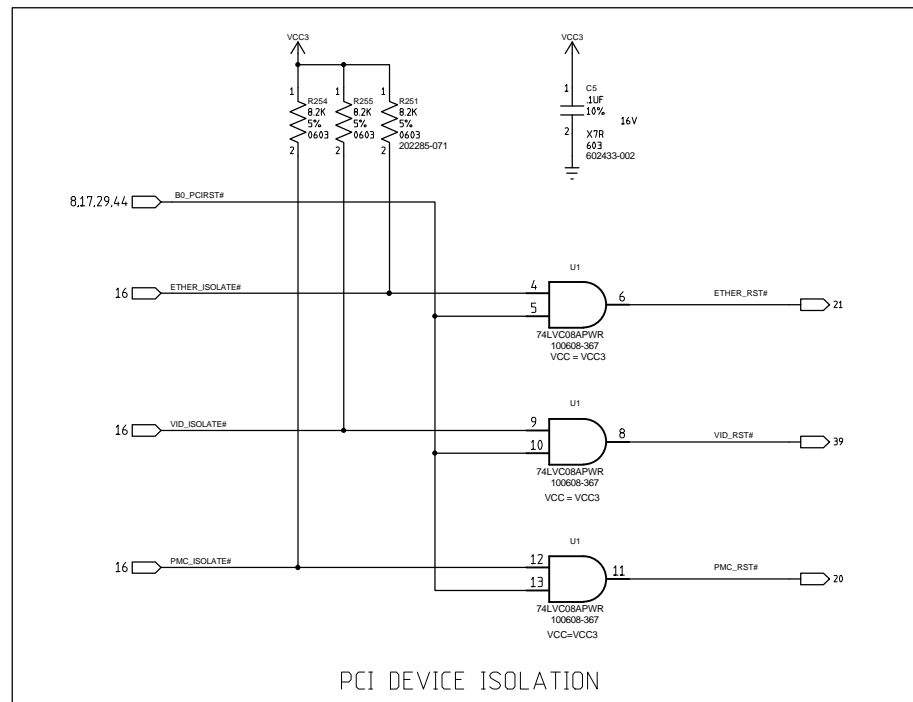 VCC3
VCC3
1
R254
8.2K
5%
0603
2
1
R255
8.2K
5%
0603
2
1
R251
8.2K
5%
0603
202285-071
2
1
C5
.1UF
10%
16V
2
X7R
603
602433-002
8,17,29,44
B0_PCIRST#
U1
16
ETHER_ISOLATE#
4
5
6
ETHER_RST#
21
74LVC08APWR
100608-367
VCC = VCC3
U1
16
VID_ISOLATE#
9
10
8
VID_RST#
39
74LVC08APWR
100608-367
VCC = VCC3
U1
16
PMC_ISOLATE#
12
13
11
PMC_RST#
20
74LVC08APWR
100608-367
VCC=VCC3
PCI DEVICE ISOLATION